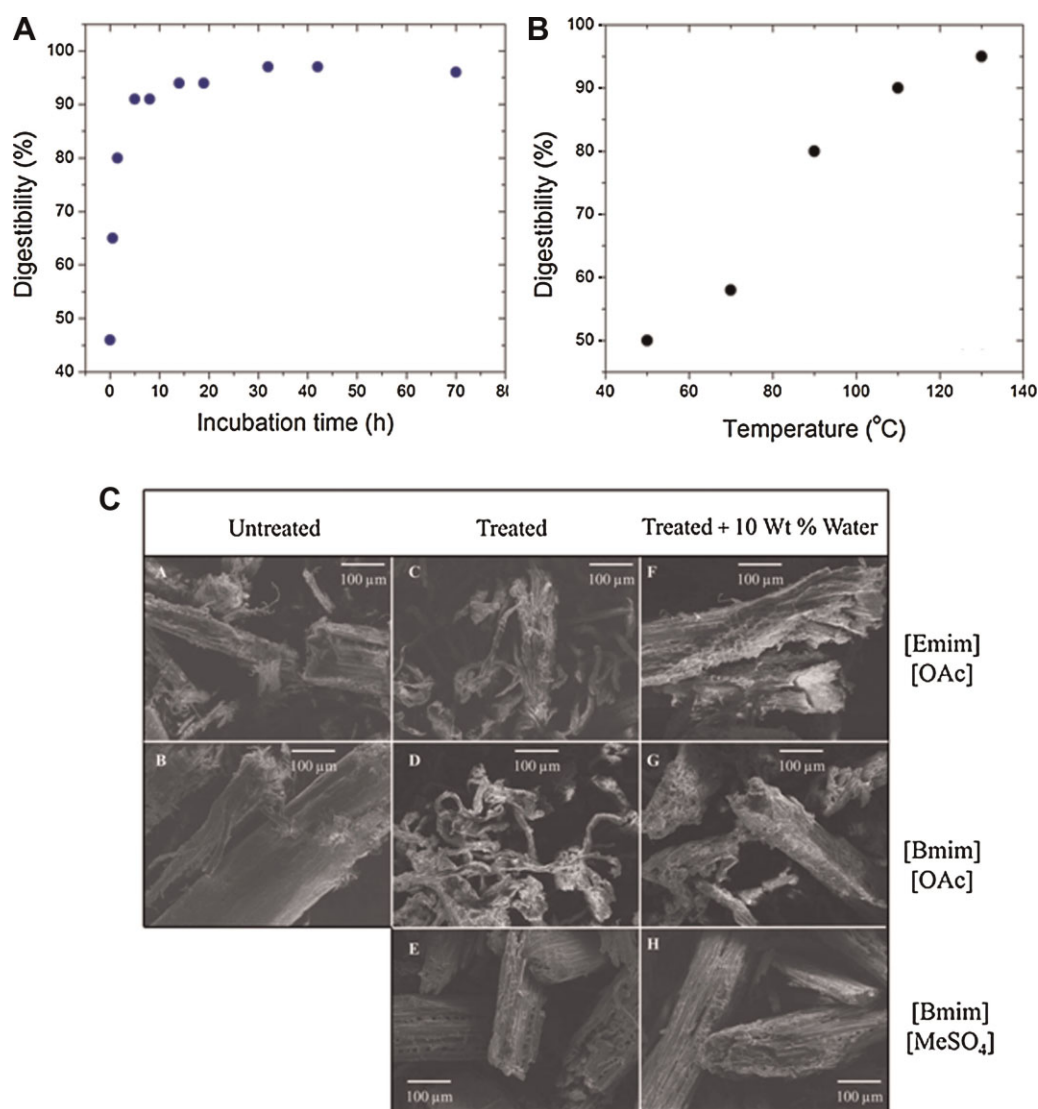 A
100
90
80
70
60
50
40
Digestibility (%)
0 10 20 30 40 50 60 70 80
Incubation time (h)
B
100
90
80
70
60
50
Digestibility (%)
40 60 80 100 120 140
Temperature (°C)
C
Untreated Treated Treated + 10 Wt % Water
A 100 µm C 100 µm F 100 µm
[Emim]
[OAc]
B 100 µm D 100 µm G 100 µm
[Bmim]
[OAc]
E 100 µm H 100 µm
[Bmim]
[MeSO₄]